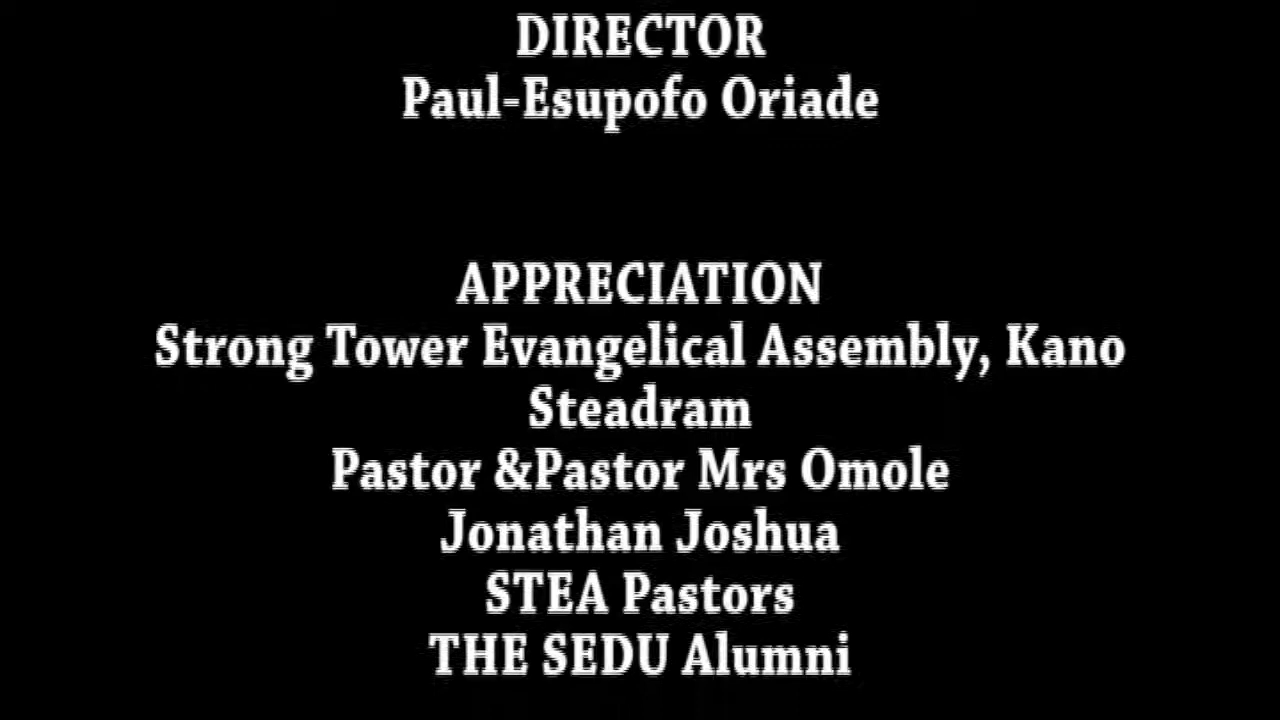 DIRECTOR
Paul-Esupofo Oriade
APPRECIATION
Strong Tower Evangelical Assembly, Kano
Steadram
Pastor &Pastor Mrs Omole
Jonathan Joshua
STEA Pastors
THE SEDU Alumni